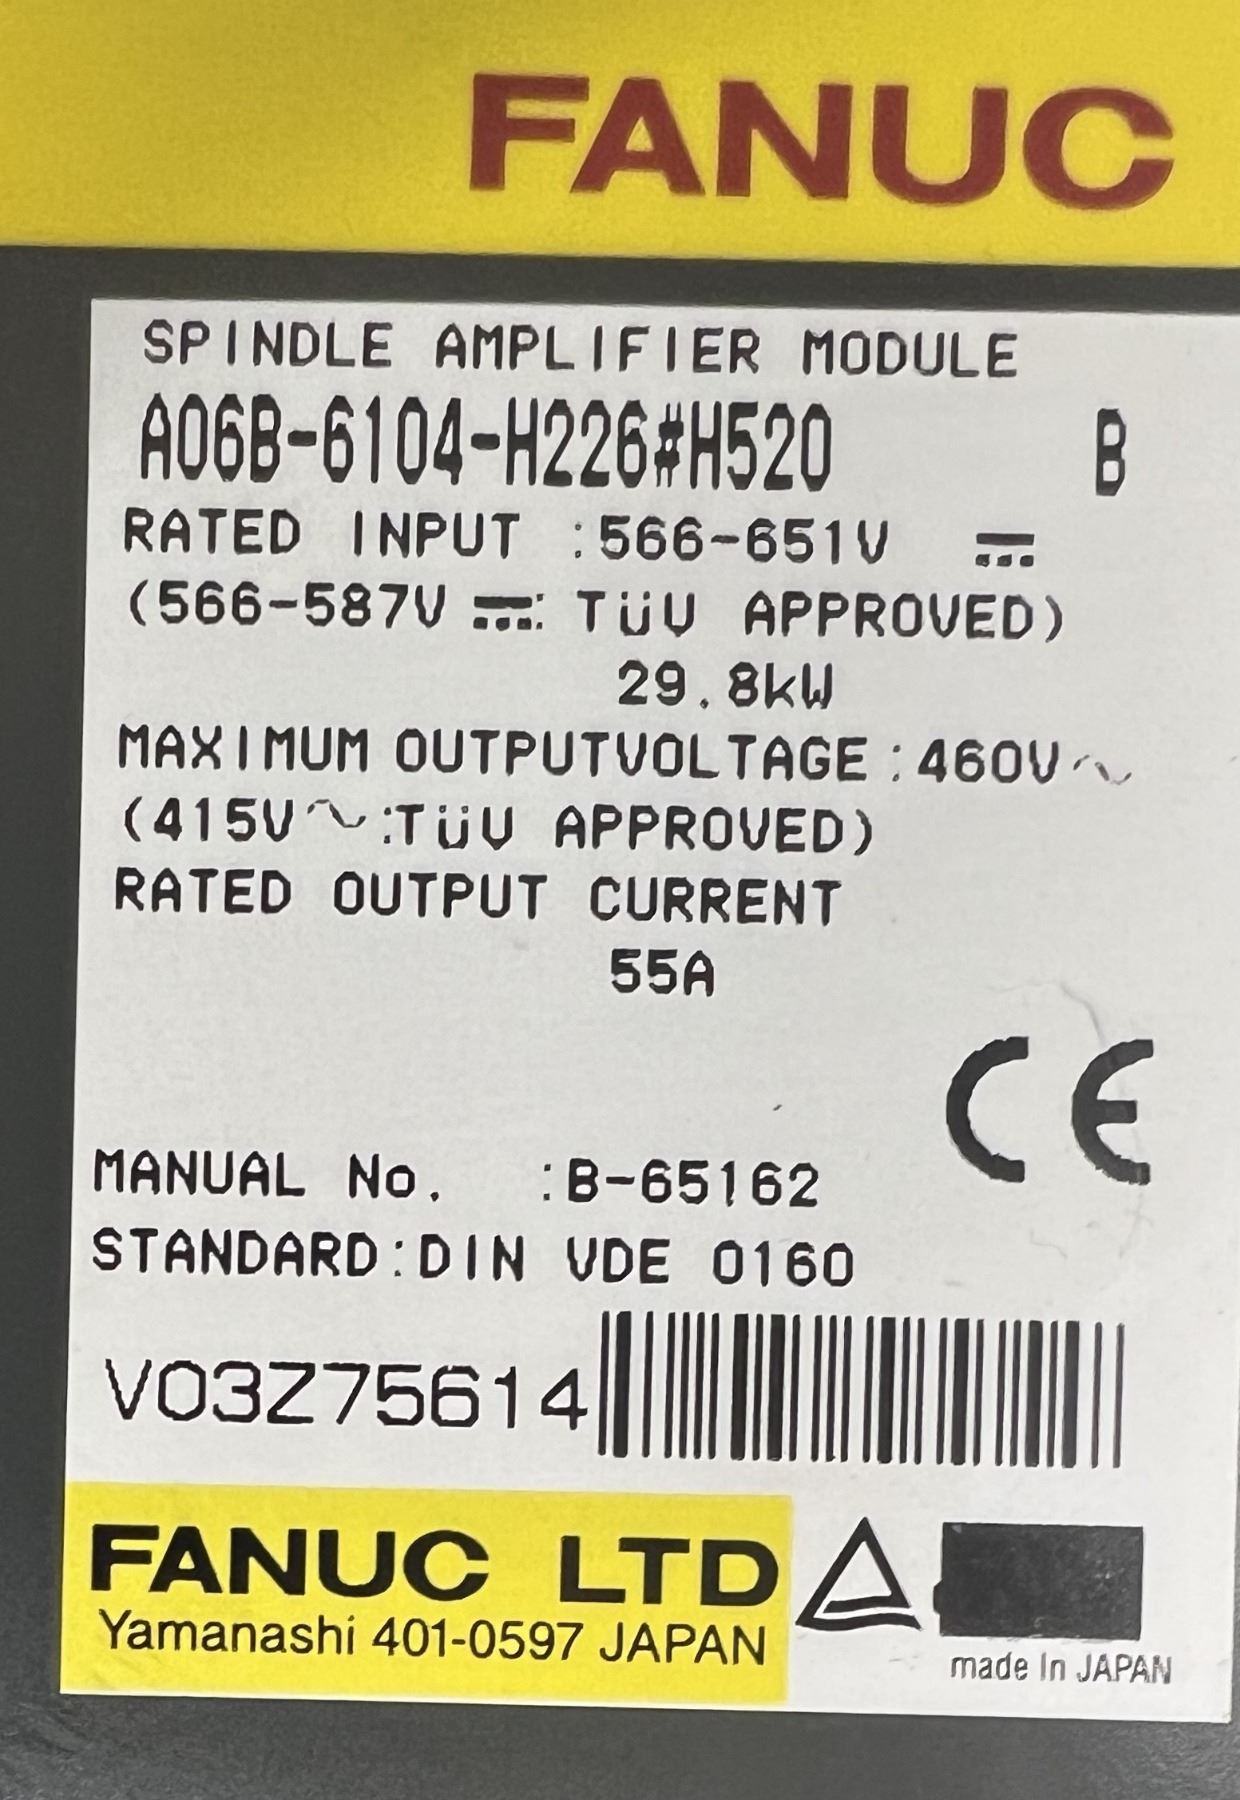 FANUC
SPINDLE AMPLIFIER MODULE
A06B-6104-H226#H520 B
RATED INPUT :566-651V ⎓
(566-587V ⎓: TüV APPROVED)
29.8kW
MAXIMUM OUTPUTVOLTAGE:460V~
(415V~:TüV APPROVED)
RATED OUTPUT CURRENT
55A
CE
MANUAL No. :B-65162
STANDARD:DIN VDE 0160
V03Z75614
FANUC LTD
Yamanashi 401-0597 JAPAN
made In JAPAN